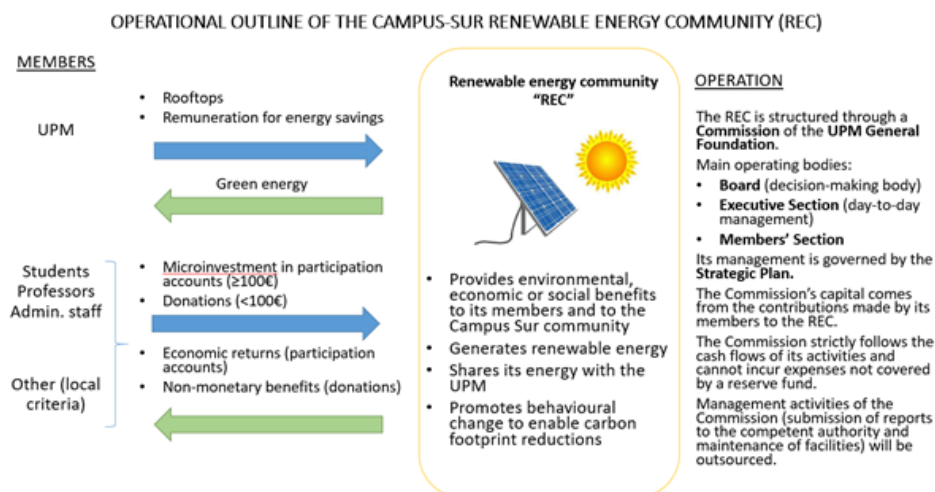 OPERATIONAL OUTLINE OF THE CAMPUS-SUR RENEWABLE ENERGY COMMUNITY (REC)
MEMBERS
UPM
• Rooftops
• Remuneration for energy savings
Green energy
Students
Professors
Admin. staff
Other (local
criteria)
• Microinvestment in participation
accounts (≥100€)
• Donations (<100€)
• Economic returns (participation
accounts)
• Non-monetary benefits (donations)
Renewable energy community
“REC”
• Provides environmental,
economic or social benefits
to its members and to the
Campus Sur community
• Generates renewable energy
• Shares its energy with the
UPM
• Promotes behavioural
change to enable carbon
footprint reductions
OPERATION
The REC is structured through a
Commission of the UPM General
Foundation.
Main operating bodies:
• Board (decision-making body)
• Executive Section (day-to-day
management)
• Members’ Section
Its management is governed by the
Strategic Plan.
The Commission’s capital comes
from the contributions made by its
members to the REC.
The Commission strictly follows the
cash flows of its activities and
cannot incur expenses not covered
by a reserve fund.
Management activities of the
Commission (submission of reports
to the competent authority and
maintenance of facilities) will be
outsourced.